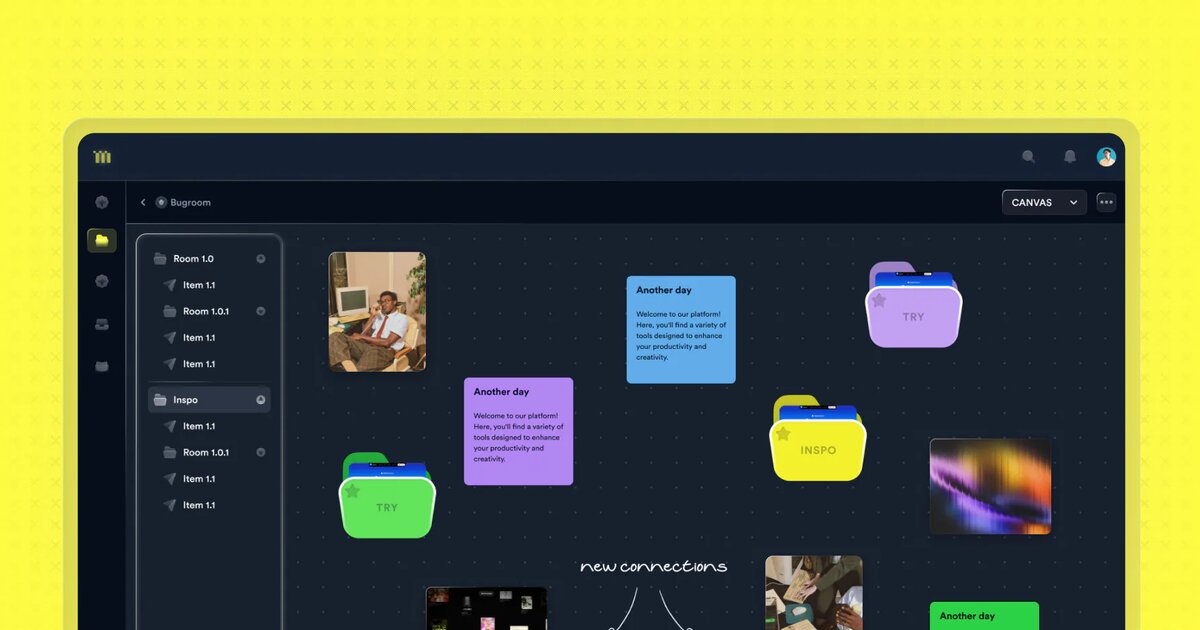 Bugroom
CANVAS
Room 1.0
Item 1.1
Room 1.0.1
Item 1.1
Item 1.1
Inspo
Item 1.1
Room 1.0.1
Item 1.1
Item 1.1
Another day
Welcome to our platform!
Here, you'll find a variety of
tools designed to enhance
your productivity and
creativity.
TRY
Another day
Welcome to our platform!
Here, you'll find a variety of
tools designed to enhance
your productivity and
creativity.
INSPO
TRY
new connections
Another day